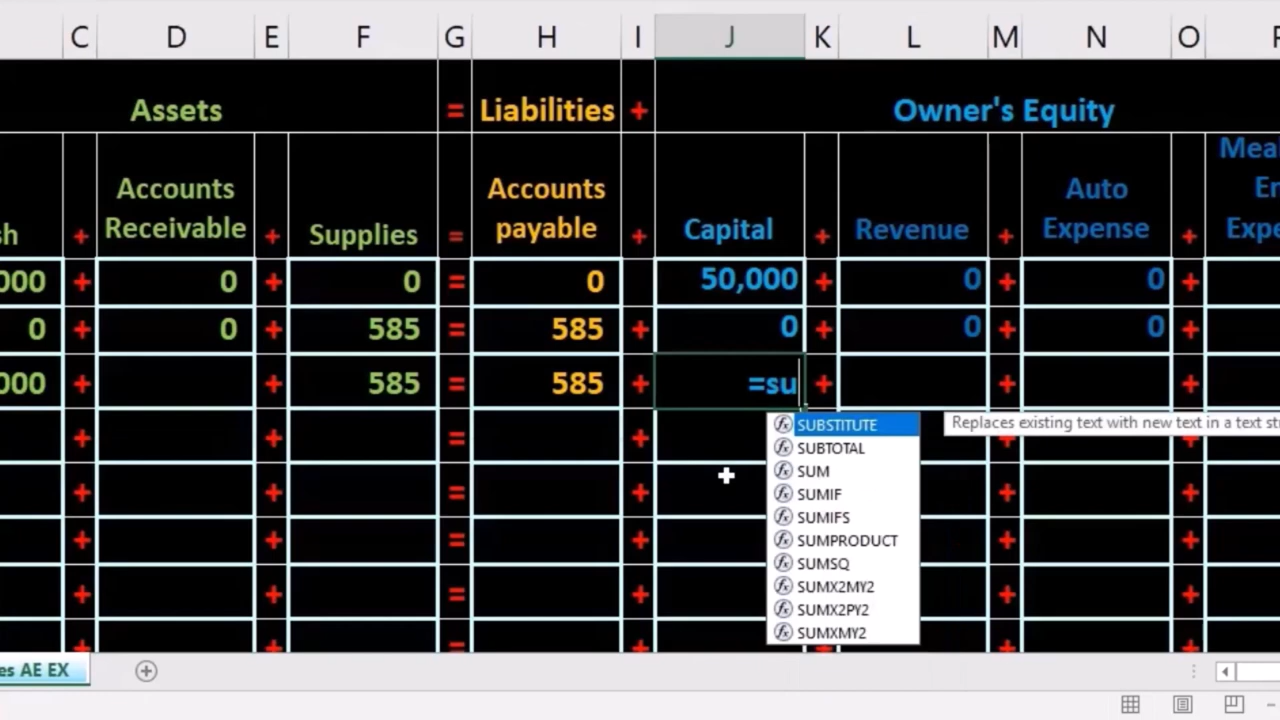 C D E F G H I J K L M N O
Assets = Liabilities + Owner's Equity
Accounts Accounts Auto
Receivable payable Expense
+ + Supplies = + Capital + Revenue + +
000 + 0 + 0 = 0 50,000 + 0 + 0 +
0 + 0 + 585 = 585 + 0 + 0 + 0 +
000 + + 585 = 585 + =su + + +
SUBSTITUTE
Replaces existing text with new text in a text
SUBTOTAL
SUM
SUMIF
SUMIFS
SUMPRODUCT
SUMSQ
SUMX2MY2
SUMX2PY2
SUMXMY2
es AE EX